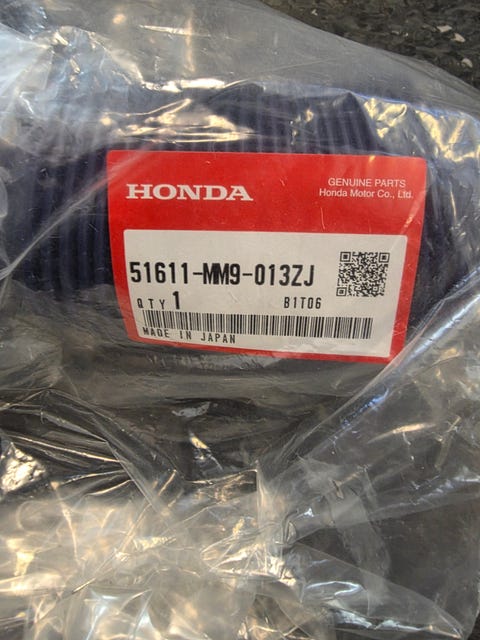 HONDA
GENUINE PARTS
Honda Motor Co., Ltd.
51611-MM9-013ZJ
QTY 1 B1T06
MADE IN JAPAN